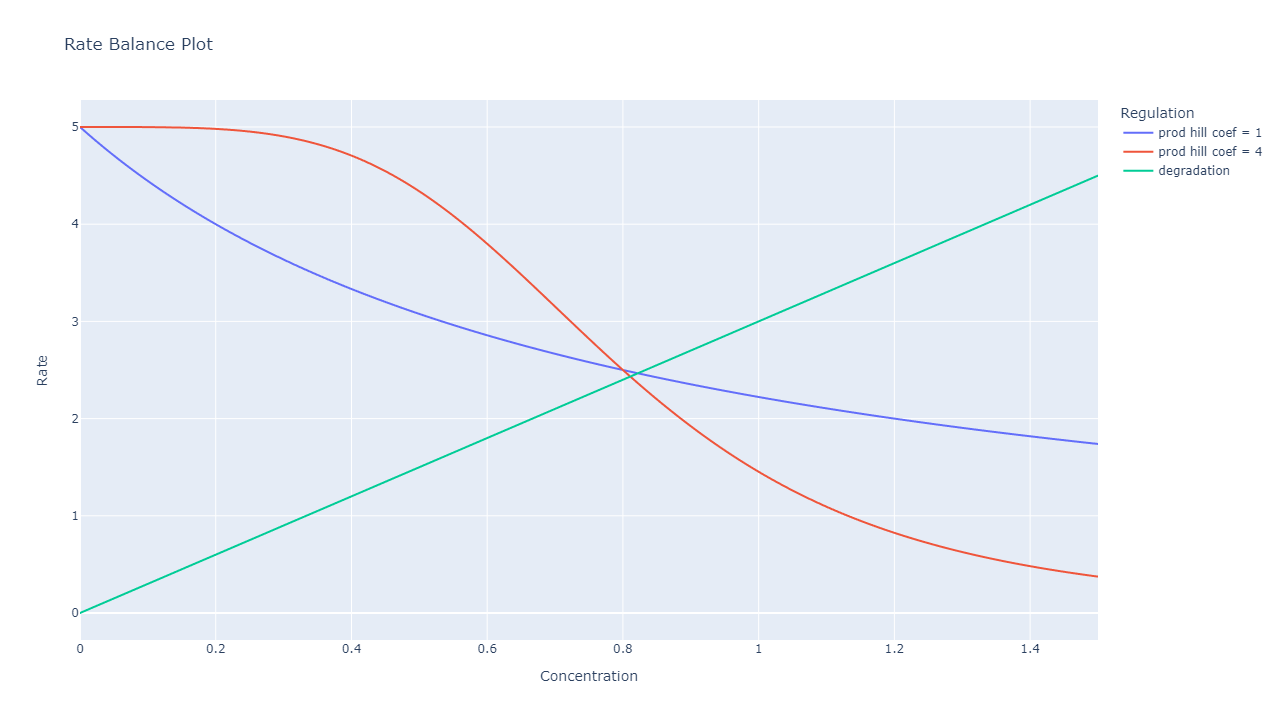 Rate Balance Plot
Regulation
prod hill coef = 1
prod hill coef = 4
degradation
5
4
3
2
1
0
Rate
0 0.2 0.4 0.6 0.8 1 1.2 1.4
Concentration